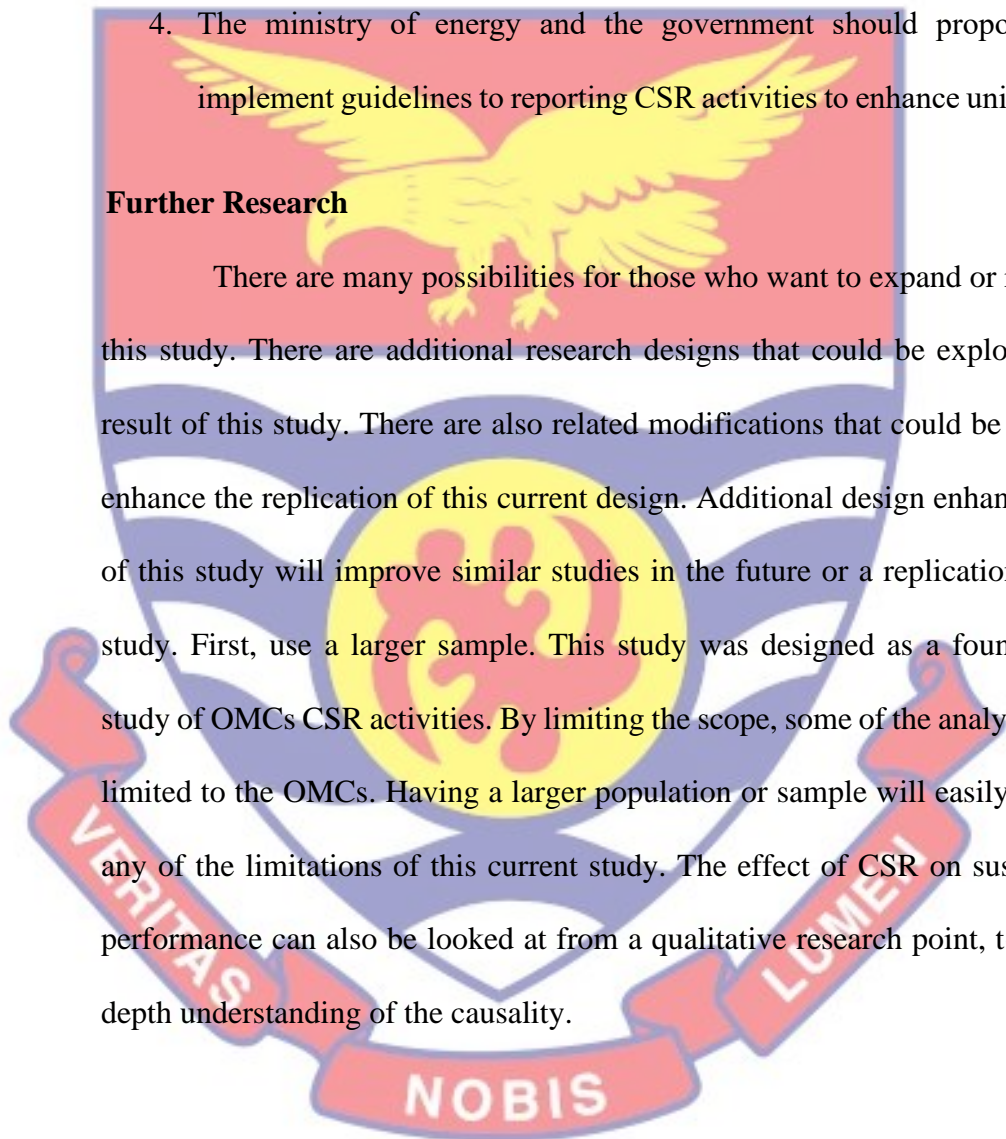 4. The ministry of energy and the government should propo
implement guidelines to reporting CSR activities to enhance uni
Further Research
There are many possibilities for those who want to expand or
this study. There are additional research designs that could be explo
result of this study. There are also related modifications that could be
enhance the replication of this current design. Additional design enhan
of this study will improve similar studies in the future or a replication
study. First, use a larger sample. This study was designed as a foun
study of OMCs CSR activities. By limiting the scope, some of the analy
limited to the OMCs. Having a larger population or sample will easily
any of the limitations of this current study. The effect of CSR on sus
performance can also be looked at from a qualitative research point, t
depth understanding of the causality.
VERITAS
NOBIS
LUMEN